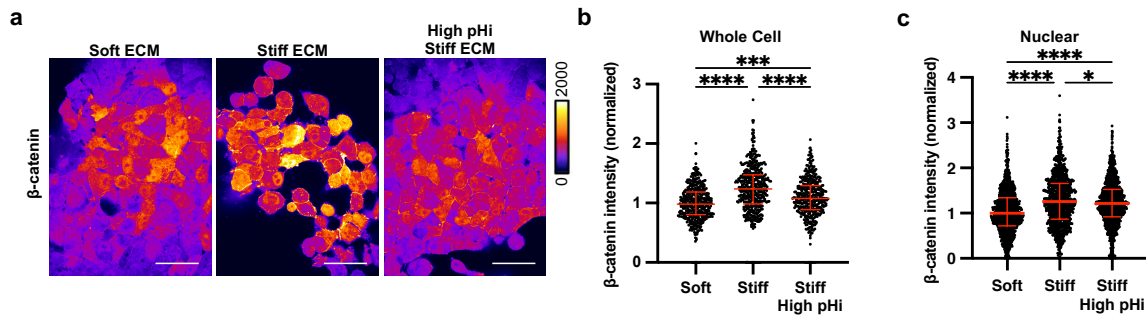 a
Soft ECM
Stiff ECM
High pHi
Stiff ECM
β-catenin
2000
0
b
Whole Cell
***
**** ****
β-catenin intensity (normalized)
3
2
1
0
Soft Stiff Stiff
High pHi
c
Nuclear
****
**** *
β-catenin intensity (normalized)
4
3
2
1
0
Soft Stiff Stiff
High pHi